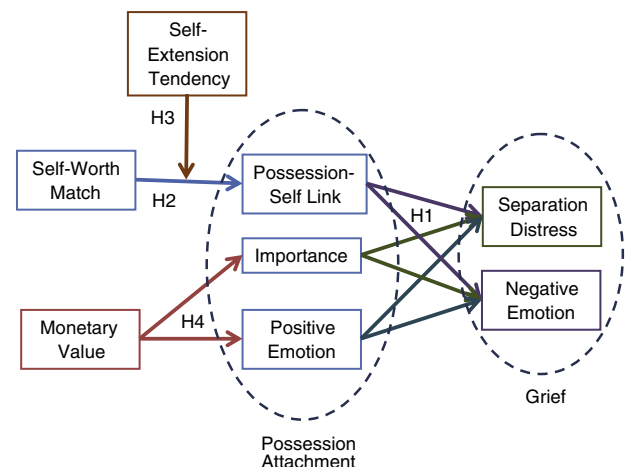 Self-
Extension
Tendency
H3
Self-Worth
Match
H2
Possession-
Self Link
H1
Separation
Distress
Importance
Negative
Emotion
Monetary
Value
H4
Positive
Emotion
Grief
Possession
Attachment